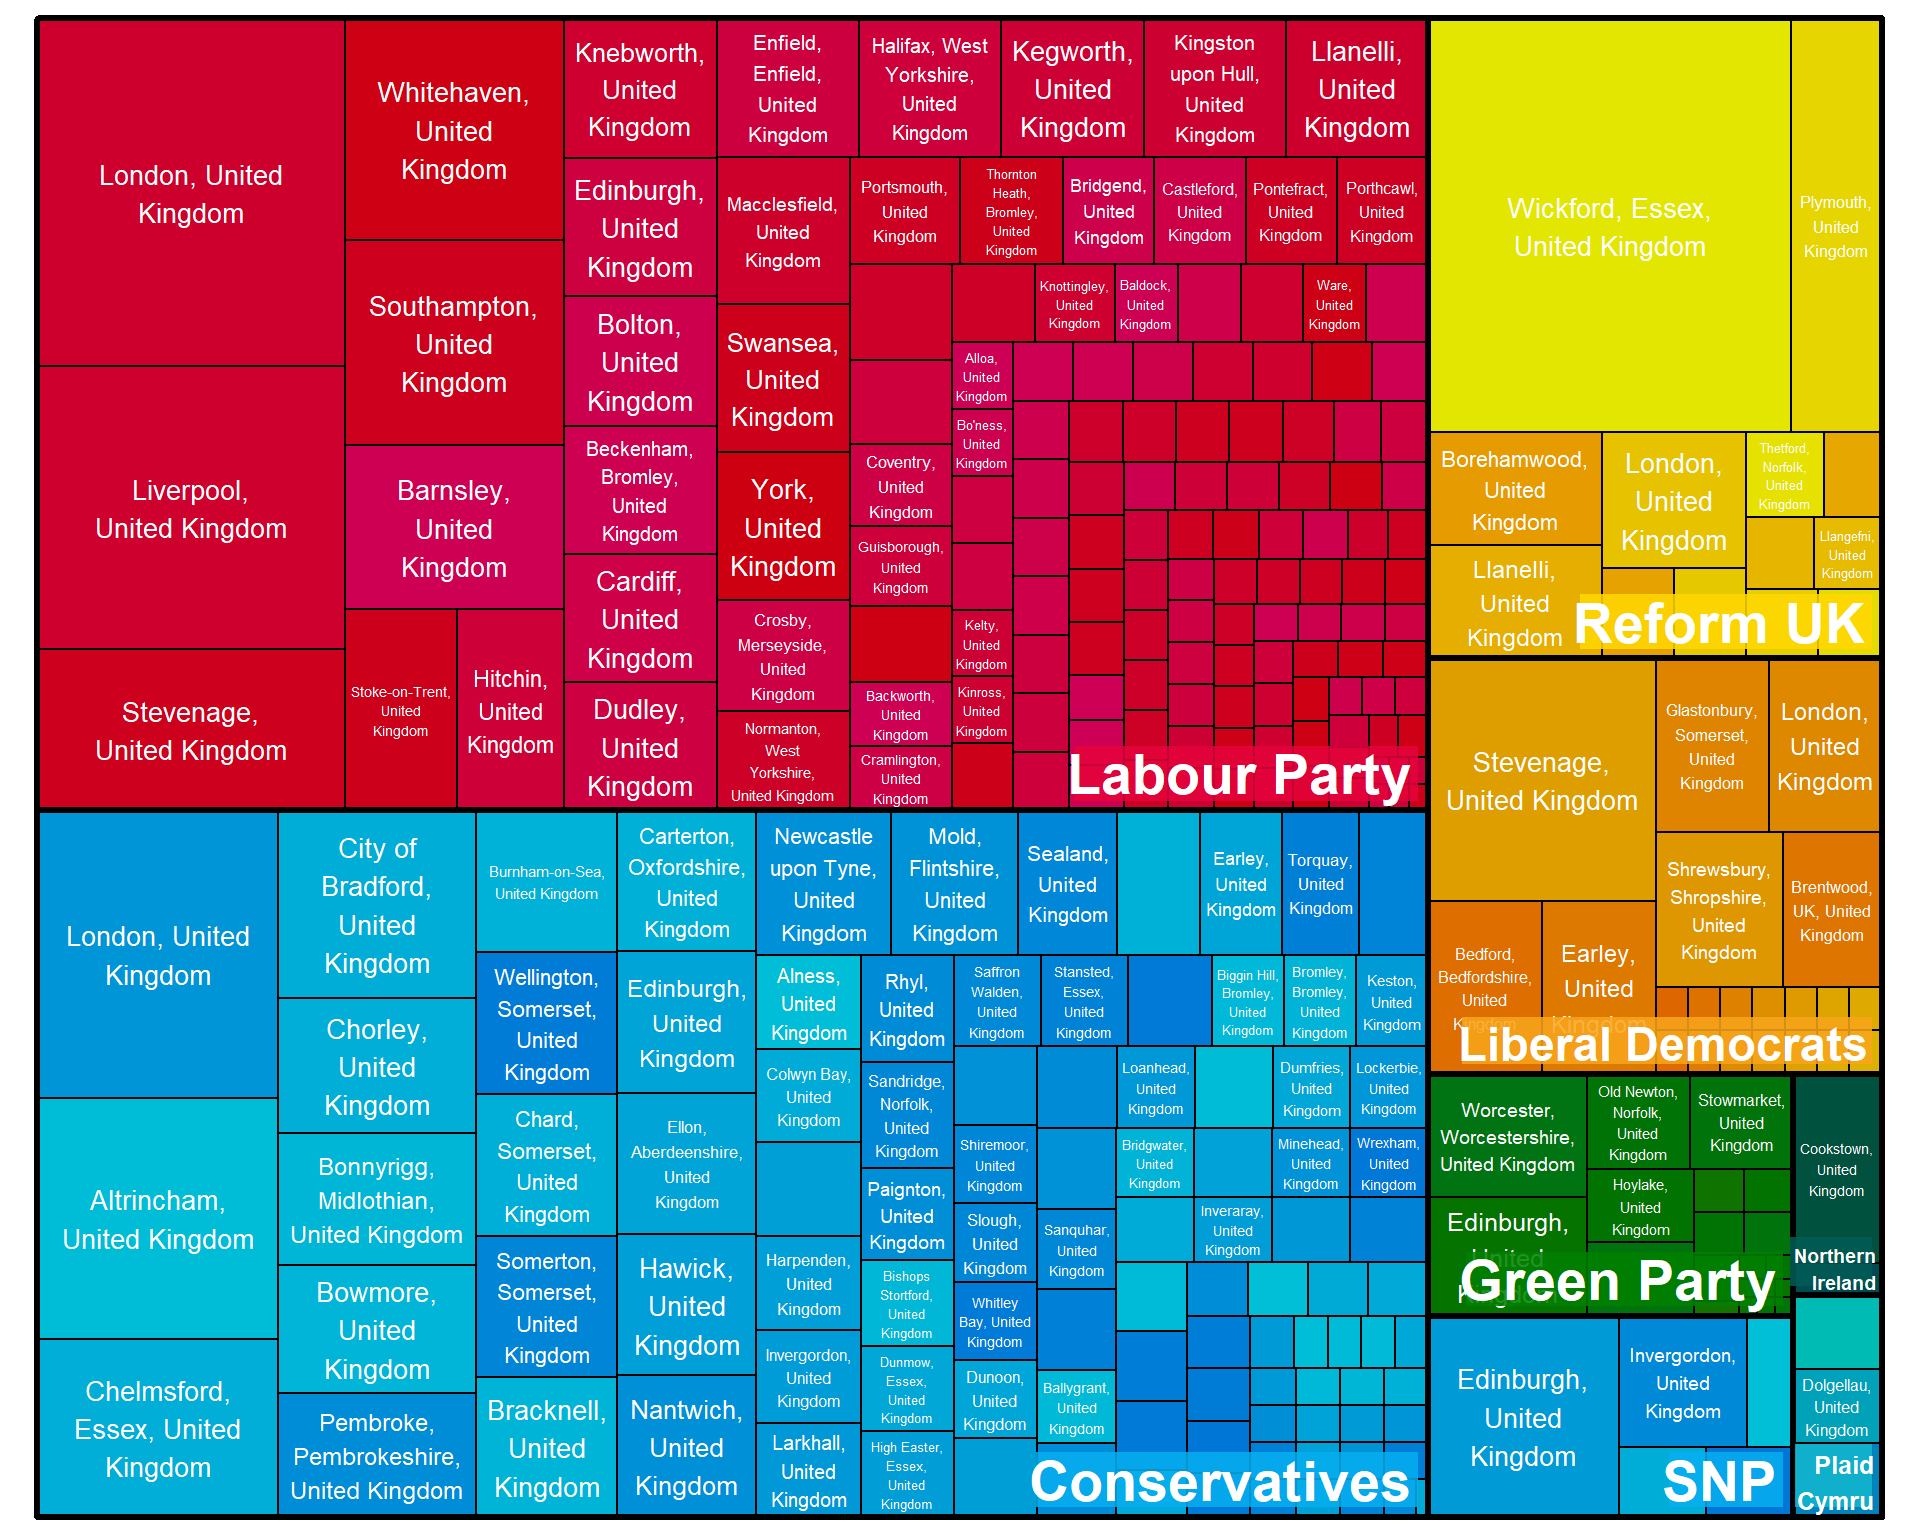 London, United
Kingdom
Liverpool,
United Kingdom
Stevenage,
United Kingdom
Whitehaven,
United
Kingdom
Southampton,
United
Kingdom
Barnsley,
United
Kingdom
Stoke-on-Trent,
United
Kingdom
Hitchin,
United
Kingdom
Knebworth,
United
Kingdom
Edinburgh,
United
Kingdom
Bolton,
United
Kingdom
Beckenham,
Bromley,
United
Kingdom
Cardiff,
United
Kingdom
Dudley,
United
Kingdom
Enfield,
Enfield,
United
Kingdom
Halifax, West
Yorkshire,
United
Kingdom
Kegworth,
United
Kingdom
Kingston
upon Hull,
United
Kingdom
Llanelli,
United
Kingdom
Macclesfield,
United
Kingdom
Swansea,
United
Kingdom
York,
United
Kingdom
Crosby,
Merseyside,
United
Kingdom
Normanton,
West
Yorkshire,
United Kingdom
Portsmouth,
United
Kingdom
Thornton
Heath,
Bromley,
United
Kingdom
Bridgend,
United
Kingdom
Castleford,
United
Kingdom
Pontefract,
United
Kingdom
Porthcawl,
United
Kingdom
Knottingley,
United
Kingdom
Baldock,
United
Kingdom
Ware,
United
Kingdom
Alloa,
United
Kingdom
Bo'ness,
United
Kingdom
Coventry,
United
Kingdom
Guisborough,
United
Kingdom
Kelty,
United
Kingdom
Backworth,
United
Kingdom
Kinross,
United
Kingdom
Cramlington,
United
Kingdom
Labour Party
Wickford, Essex,
United Kingdom
Plymouth,
United
Kingdom
Borehamwood,
United
Kingdom
London,
United
Kingdom
Thetford,
Norfolk,
United
Kingdom
Llanelli,
United
Kingdom
Llangefni,
United
Kingdom
Reform UK
Stevenage,
United Kingdom
Glastonbury,
Somerset,
United
Kingdom
London,
United
Kingdom
Shrewsbury,
Shropshire,
United
Kingdom
Brentwood,
UK, United
Kingdom
Bedford,
Bedfordshire,
United
Kingdom
Earley,
United
Kingdom
Liberal Democrats
London, United
Kingdom
Altrincham,
United Kingdom
Chelmsford,
Essex, United
Kingdom
City of
Bradford,
United
Kingdom
Chorley,
United
Kingdom
Bonnyrigg,
Midlothian,
United Kingdom
Bowmore,
United
Kingdom
Pembroke,
Pembrokeshire,
United Kingdom
Burnham-on-Sea,
United Kingdom
Wellington,
Somerset,
United
Kingdom
Chard,
Somerset,
United
Kingdom
Somerton,
Somerset,
United
Kingdom
Bracknell,
United
Kingdom
Carterton,
Oxfordshire,
United
Kingdom
Edinburgh,
United
Kingdom
Ellon,
Aberdeenshire,
United
Kingdom
Hawick,
United
Kingdom
Nantwich,
United
Kingdom
Newcastle
upon Tyne,
United
Kingdom
Mold,
Flintshire,
United
Kingdom
Sealand,
United
Kingdom
Earley,
United
Kingdom
Torquay,
United
Kingdom
Alness,
United
Kingdom
Colwyn Bay,
United
Kingdom
Harpenden,
United
Kingdom
Invergordon,
United
Kingdom
Larkhall,
United
Kingdom
Rhyl,
United
Kingdom
Sandridge,
Norfolk,
United
Kingdom
Paignton,
United
Kingdom
Bishops
Stortford,
United
Kingdom
Dunmow,
Essex,
United
Kingdom
High Easter,
Essex,
United
Kingdom
Saffron
Walden,
United
Kingdom
Stansted,
Essex,
United
Kingdom
Biggin Hill,
Bromley,
United
Kingdom
Bromley,
Bromley,
United
Kingdom
Keston,
United
Kingdom
Loanhead,
United
Kingdom
Dumfries,
United
Kingdom
Lockerbie,
United
Kingdom
Shiremoor,
United
Kingdom
Bridgwater,
United
Kingdom
Minehead,
United
Kingdom
Wrexham,
United
Kingdom
Slough,
United
Kingdom
Sanquhar,
United
Kingdom
Inveraray,
United
Kingdom
Whitley
Bay, United
Kingdom
Dunoon,
United
Kingdom
Ballygrant,
United
Kingdom
Conservatives
Worcester,
Worcestershire,
United Kingdom
Old Newton,
Norfolk,
United
Kingdom
Stowmarket,
United
Kingdom
Edinburgh,
United
Kingdom
Hoylake,
United
Kingdom
Green Party
Cookstown,
United
Kingdom
Northern
Ireland
Edinburgh,
United
Kingdom
Invergordon,
United
Kingdom
SNP
Dolgellau,
United
Kingdom
Plaid
Cymru